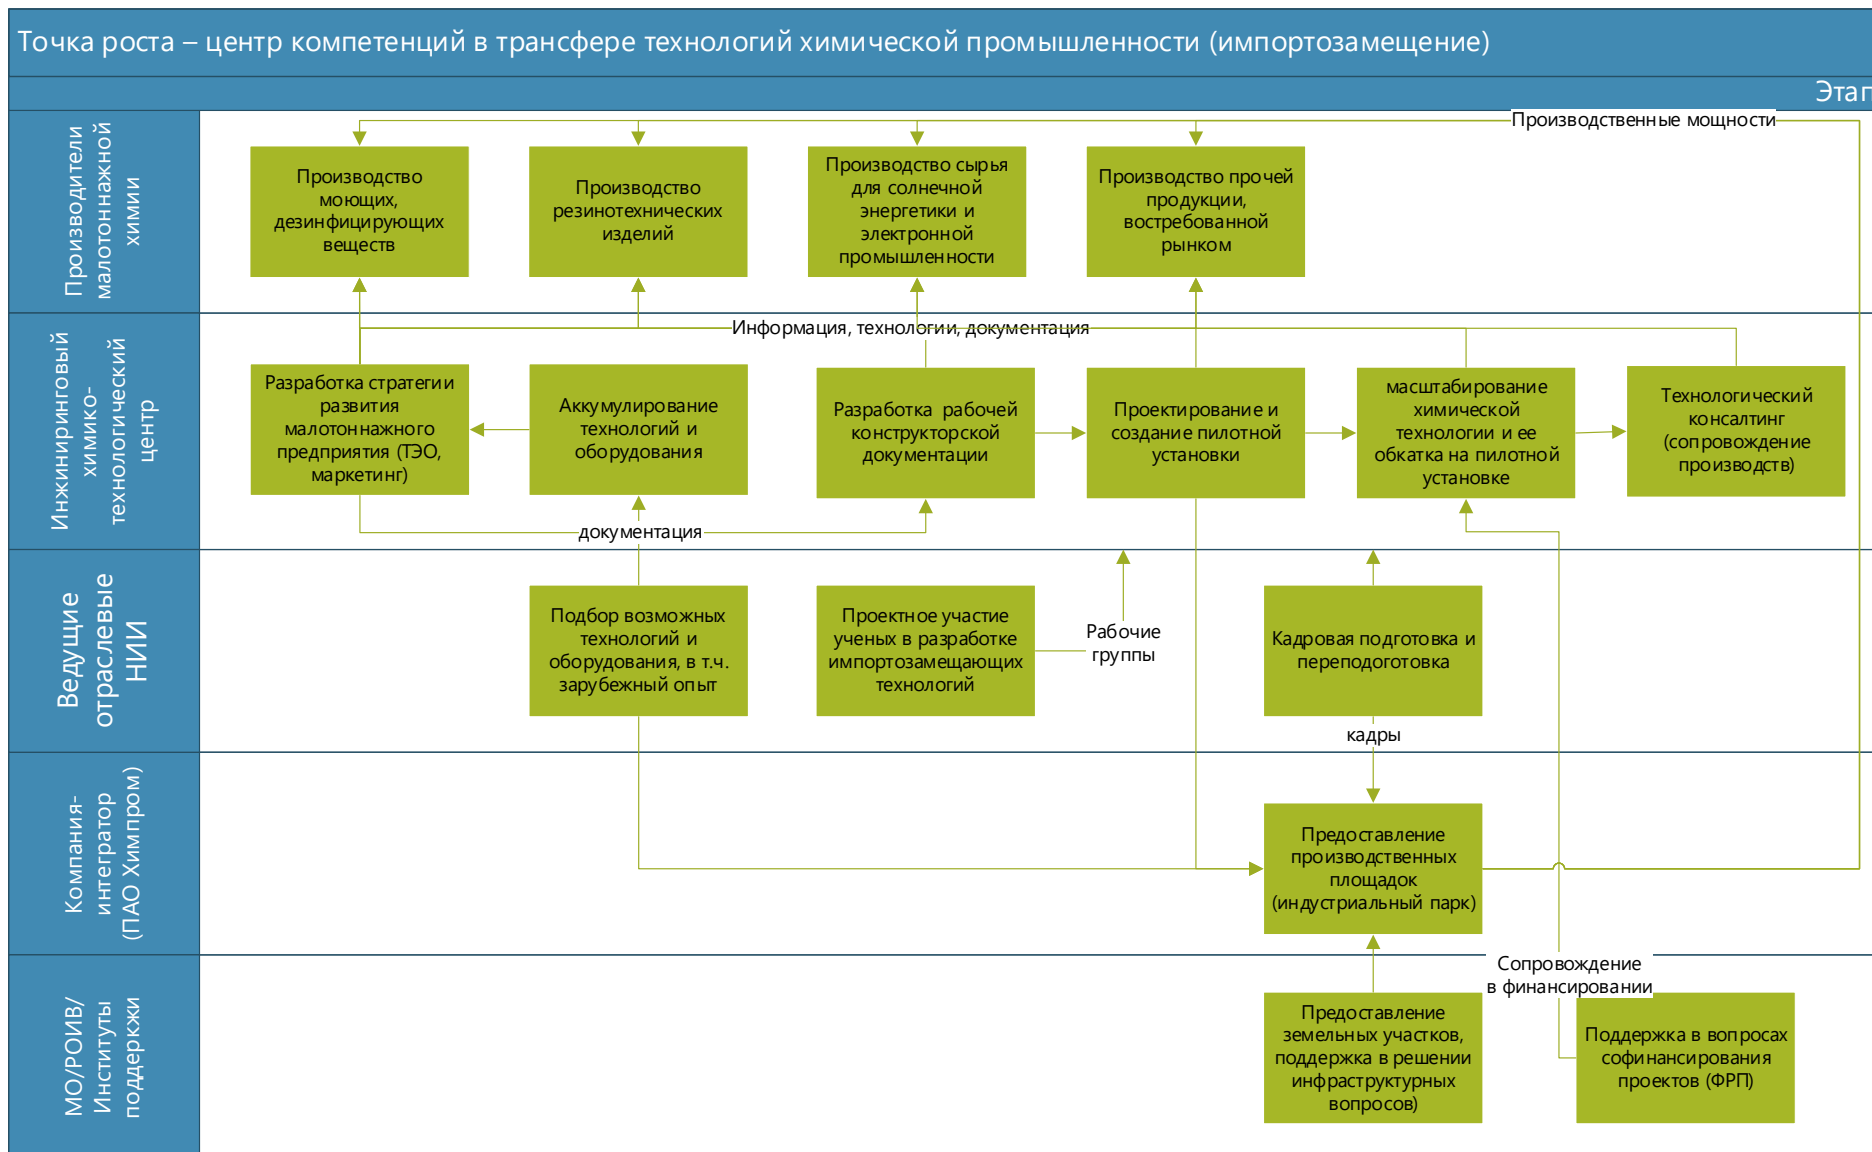 Точка роста – центр компетенций в трансфере технологий химической промышленности (импортозамещение)
Этап
Производители
малотоннажной
химии
Производственные мощности
Производство
моющих,
дезинфицирующих
веществ
Производство
резинотехнических
изделий
Производство сырья
для солнечной
энергетики и
электронной
промышленности
Производство прочей
продукции,
востребованной
рынком
Инжиниринговый
химико-
технологический
центр
Информация, технологии, документация
Разработка стратегии
развития
малотоннажного
предприятия (ТЭО,
маркетинг)
Аккумулирование
технологий и
оборудования
Разработка рабочей
конструкторской
документации
Проектирование и
создание пилотной
установки
масштабирование
химической
технологии и ее
обкатка на пилотной
установке
Технологический
консалтинг
(сопровождение
производств)
документация
Ведущие
отраслевые
НИИ
Подбор возможных
технологий и
оборудования, в т.ч.
зарубежный опыт
Проектное участие
ученых в разработке
импортозамещающих
технологий
Рабочие
группы
Кадровая подготовка и
переподоготовка
кадры
Компания-
интегратор
(ПАО Химпром)
Предоставление
производственных
площадок
(индустриальный парк)
МО/РОИВ/
Институты
поддеркжи
Сопровождение
в финансировании
Предоставление
земельных участков,
поддержка в решении
инфраструктурных
вопросов)
Поддержка в вопросах
софинансирования
проектов (ФРП)